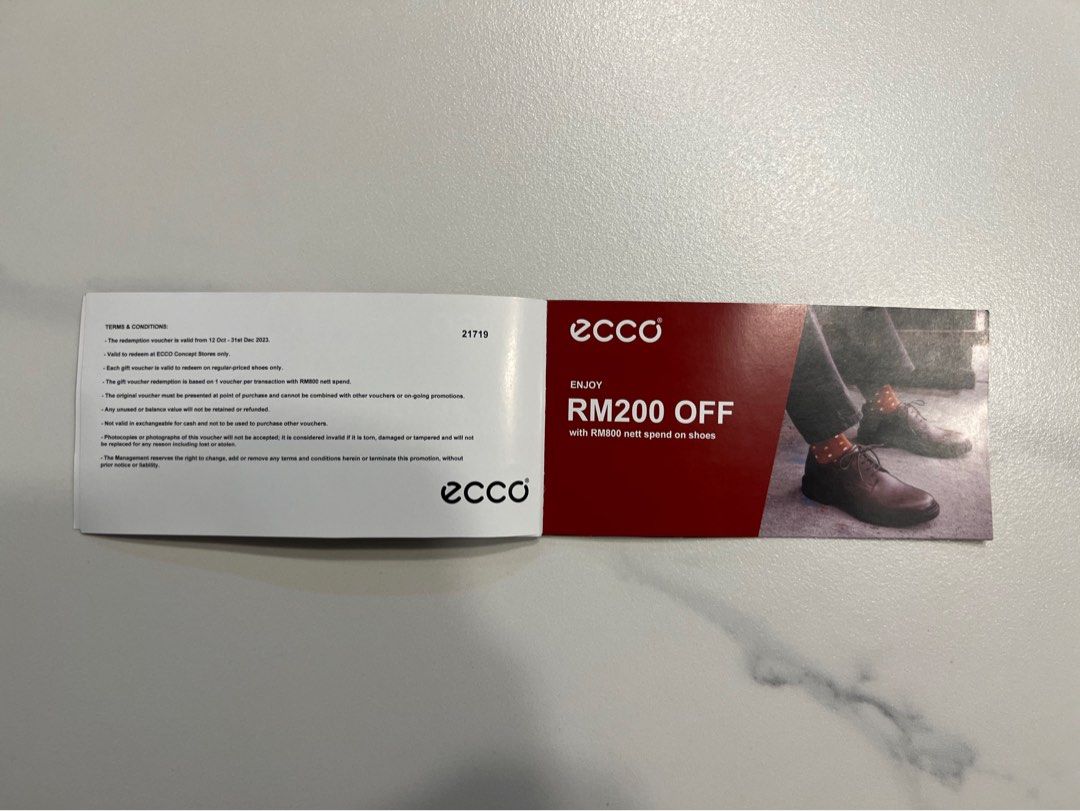 TERMS & CONDITIONS:
21719
- The redemption voucher is valid from 12 Oct - 31st Dec 2023.
- Valid to redeem at ECCO Concept Stores only.
- Each gift voucher is valid to redeem on regular-priced shoes only.
- The gift voucher redemption is based on 1 voucher per transaction with RM800 nett spend.
- The original voucher must be presented at point of purchase and cannot be combined with other vouchers or on-going promotions.
- Any unused or balance value will not be retained or refunded.
- Not valid in exchangeable for cash and not to be used to purchase other vouchers.
- Photocopies or photographs of this voucher will not be accepted; it is considered invalid if it is torn, damaged or tampered and will not
be replaced for any reason including lost or stolen.
- The Management reserves the right to change, add or remove any terms and conditions herein or terminate this promotion, without
prior notice or liability.
ecco®
ecco®
ENJOY
RM200 OFF
with RM800 nett spend on shoes